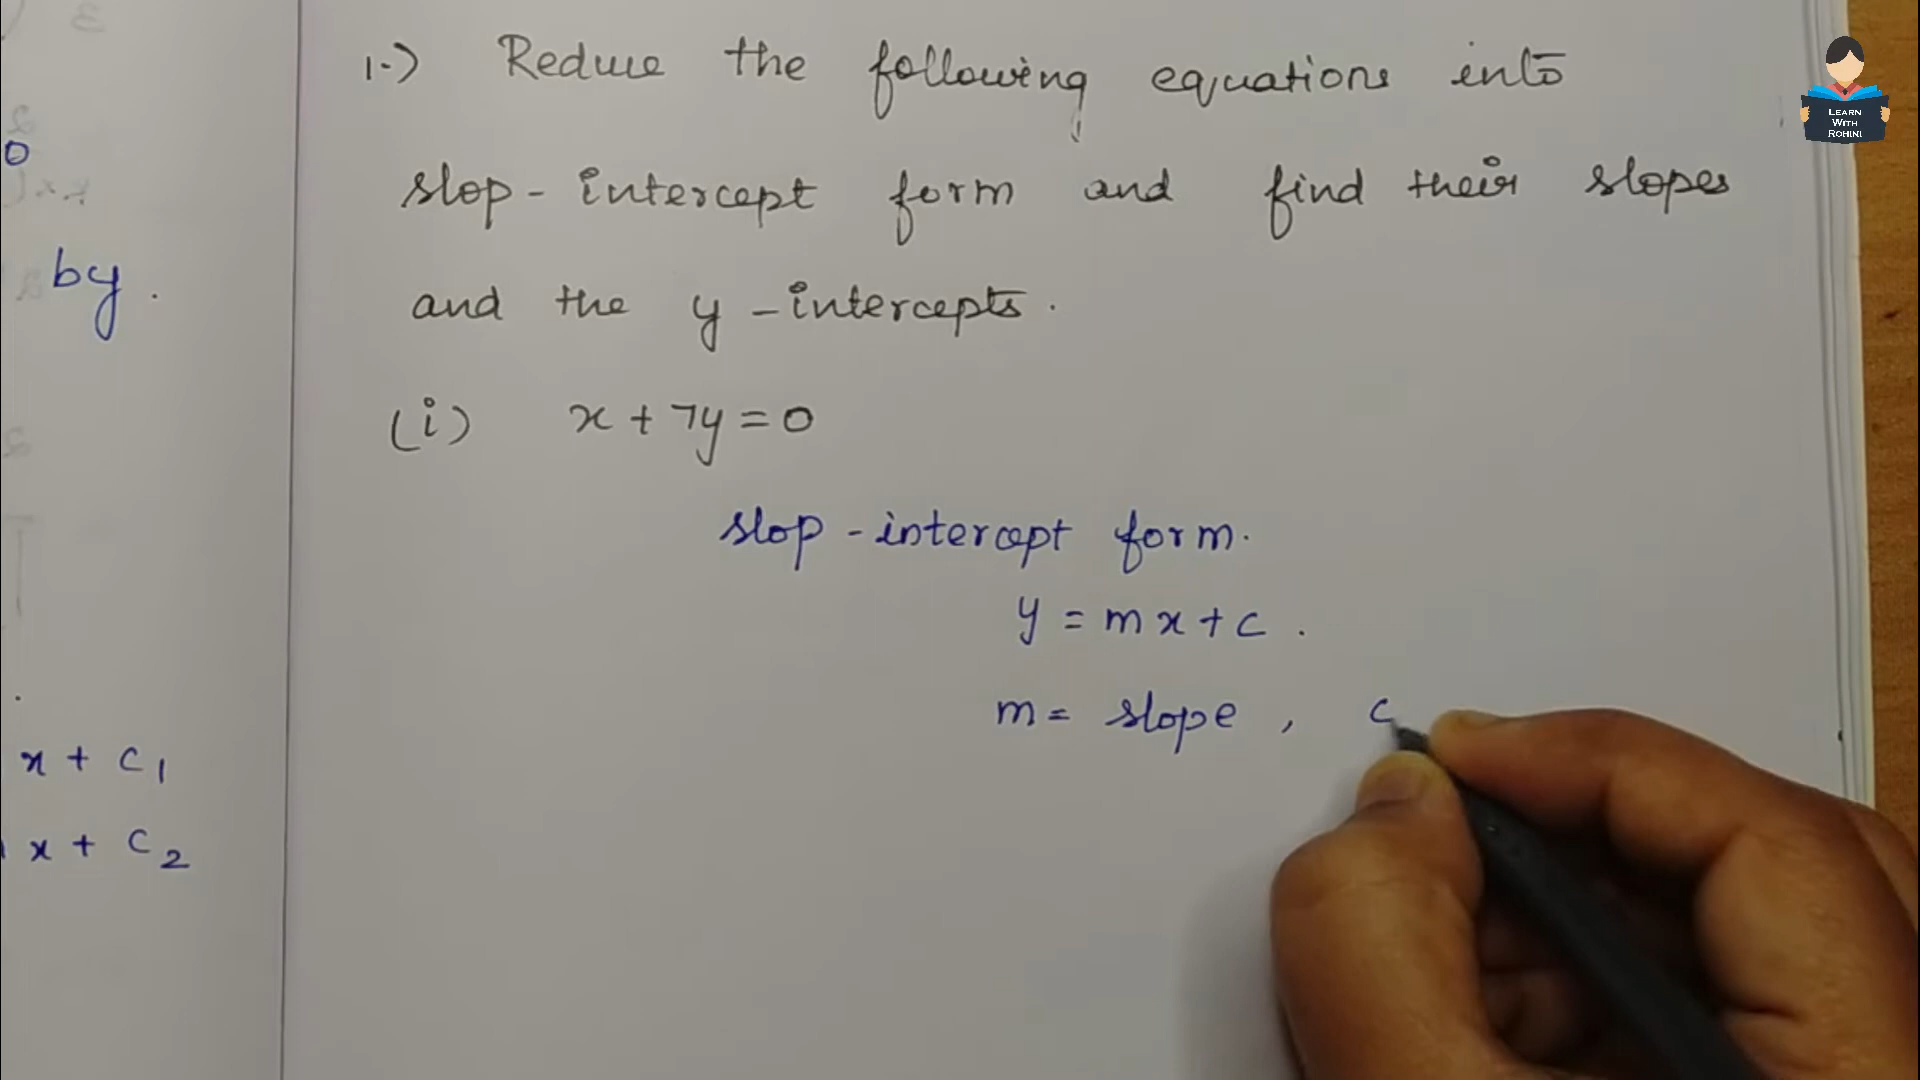 1.) Reduce the following equations into
slop-intercept form and find their slopes
and the y-intercepts.
(i) x+7y=0
slop-intercept form.
y = mx+c.
m = slope, c
by.
x + c1
x + c2
LEARN
WITH
ROHINI